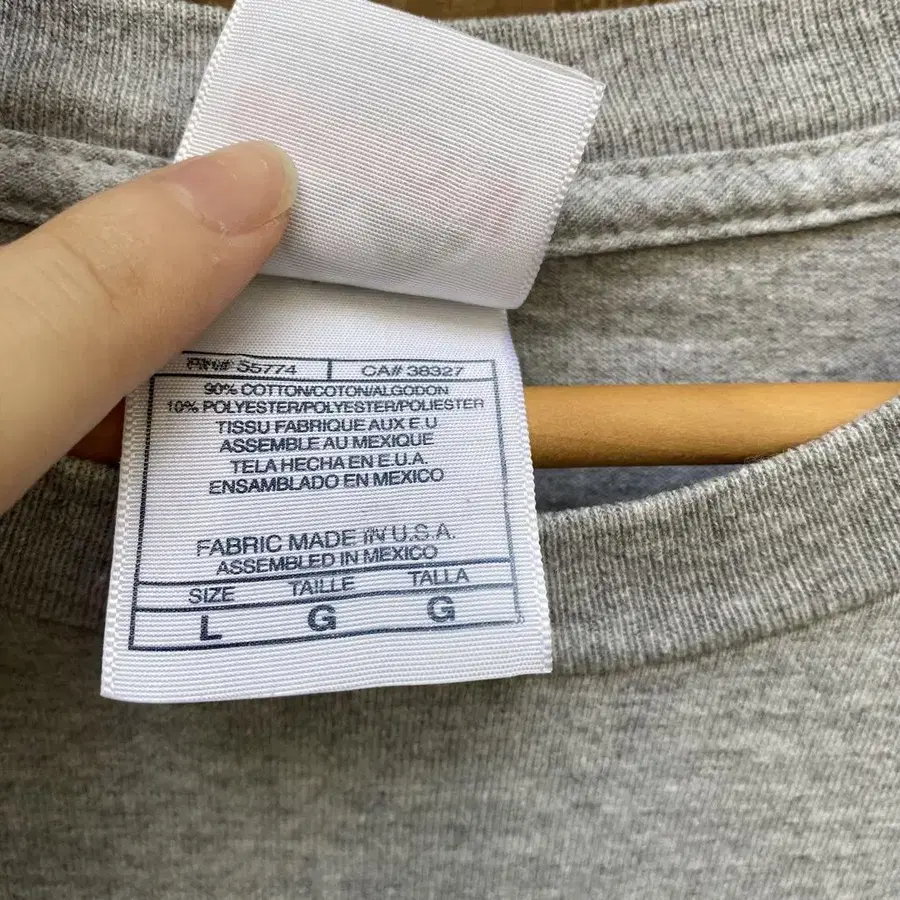 RN# 55774 CA# 38327
90% COTTON/COTON/ALGODON
10% POLYESTER/POLYESTER/POLIESTER
TISSU FABRIQUE AUX E.U
ASSEMBLE AU MEXIQUE
TELA HECHA EN E.U.A.
ENSAMBLADO EN MEXICO
FABRIC MADE IN U.S.A.
ASSEMBLED IN MEXICO
SIZE TAILLE TALLA
L G G